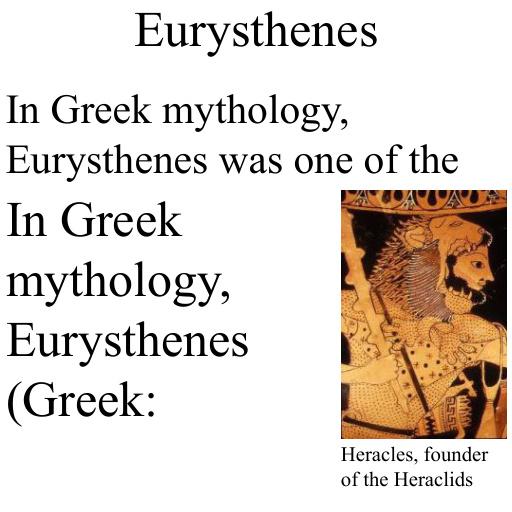 Eurysthenes
In Greek mythology,
Eurysthenes was one of the
In Greek
mythology,
Eurysthenes
(Greek:
Heracles, founder
of the Heraclids